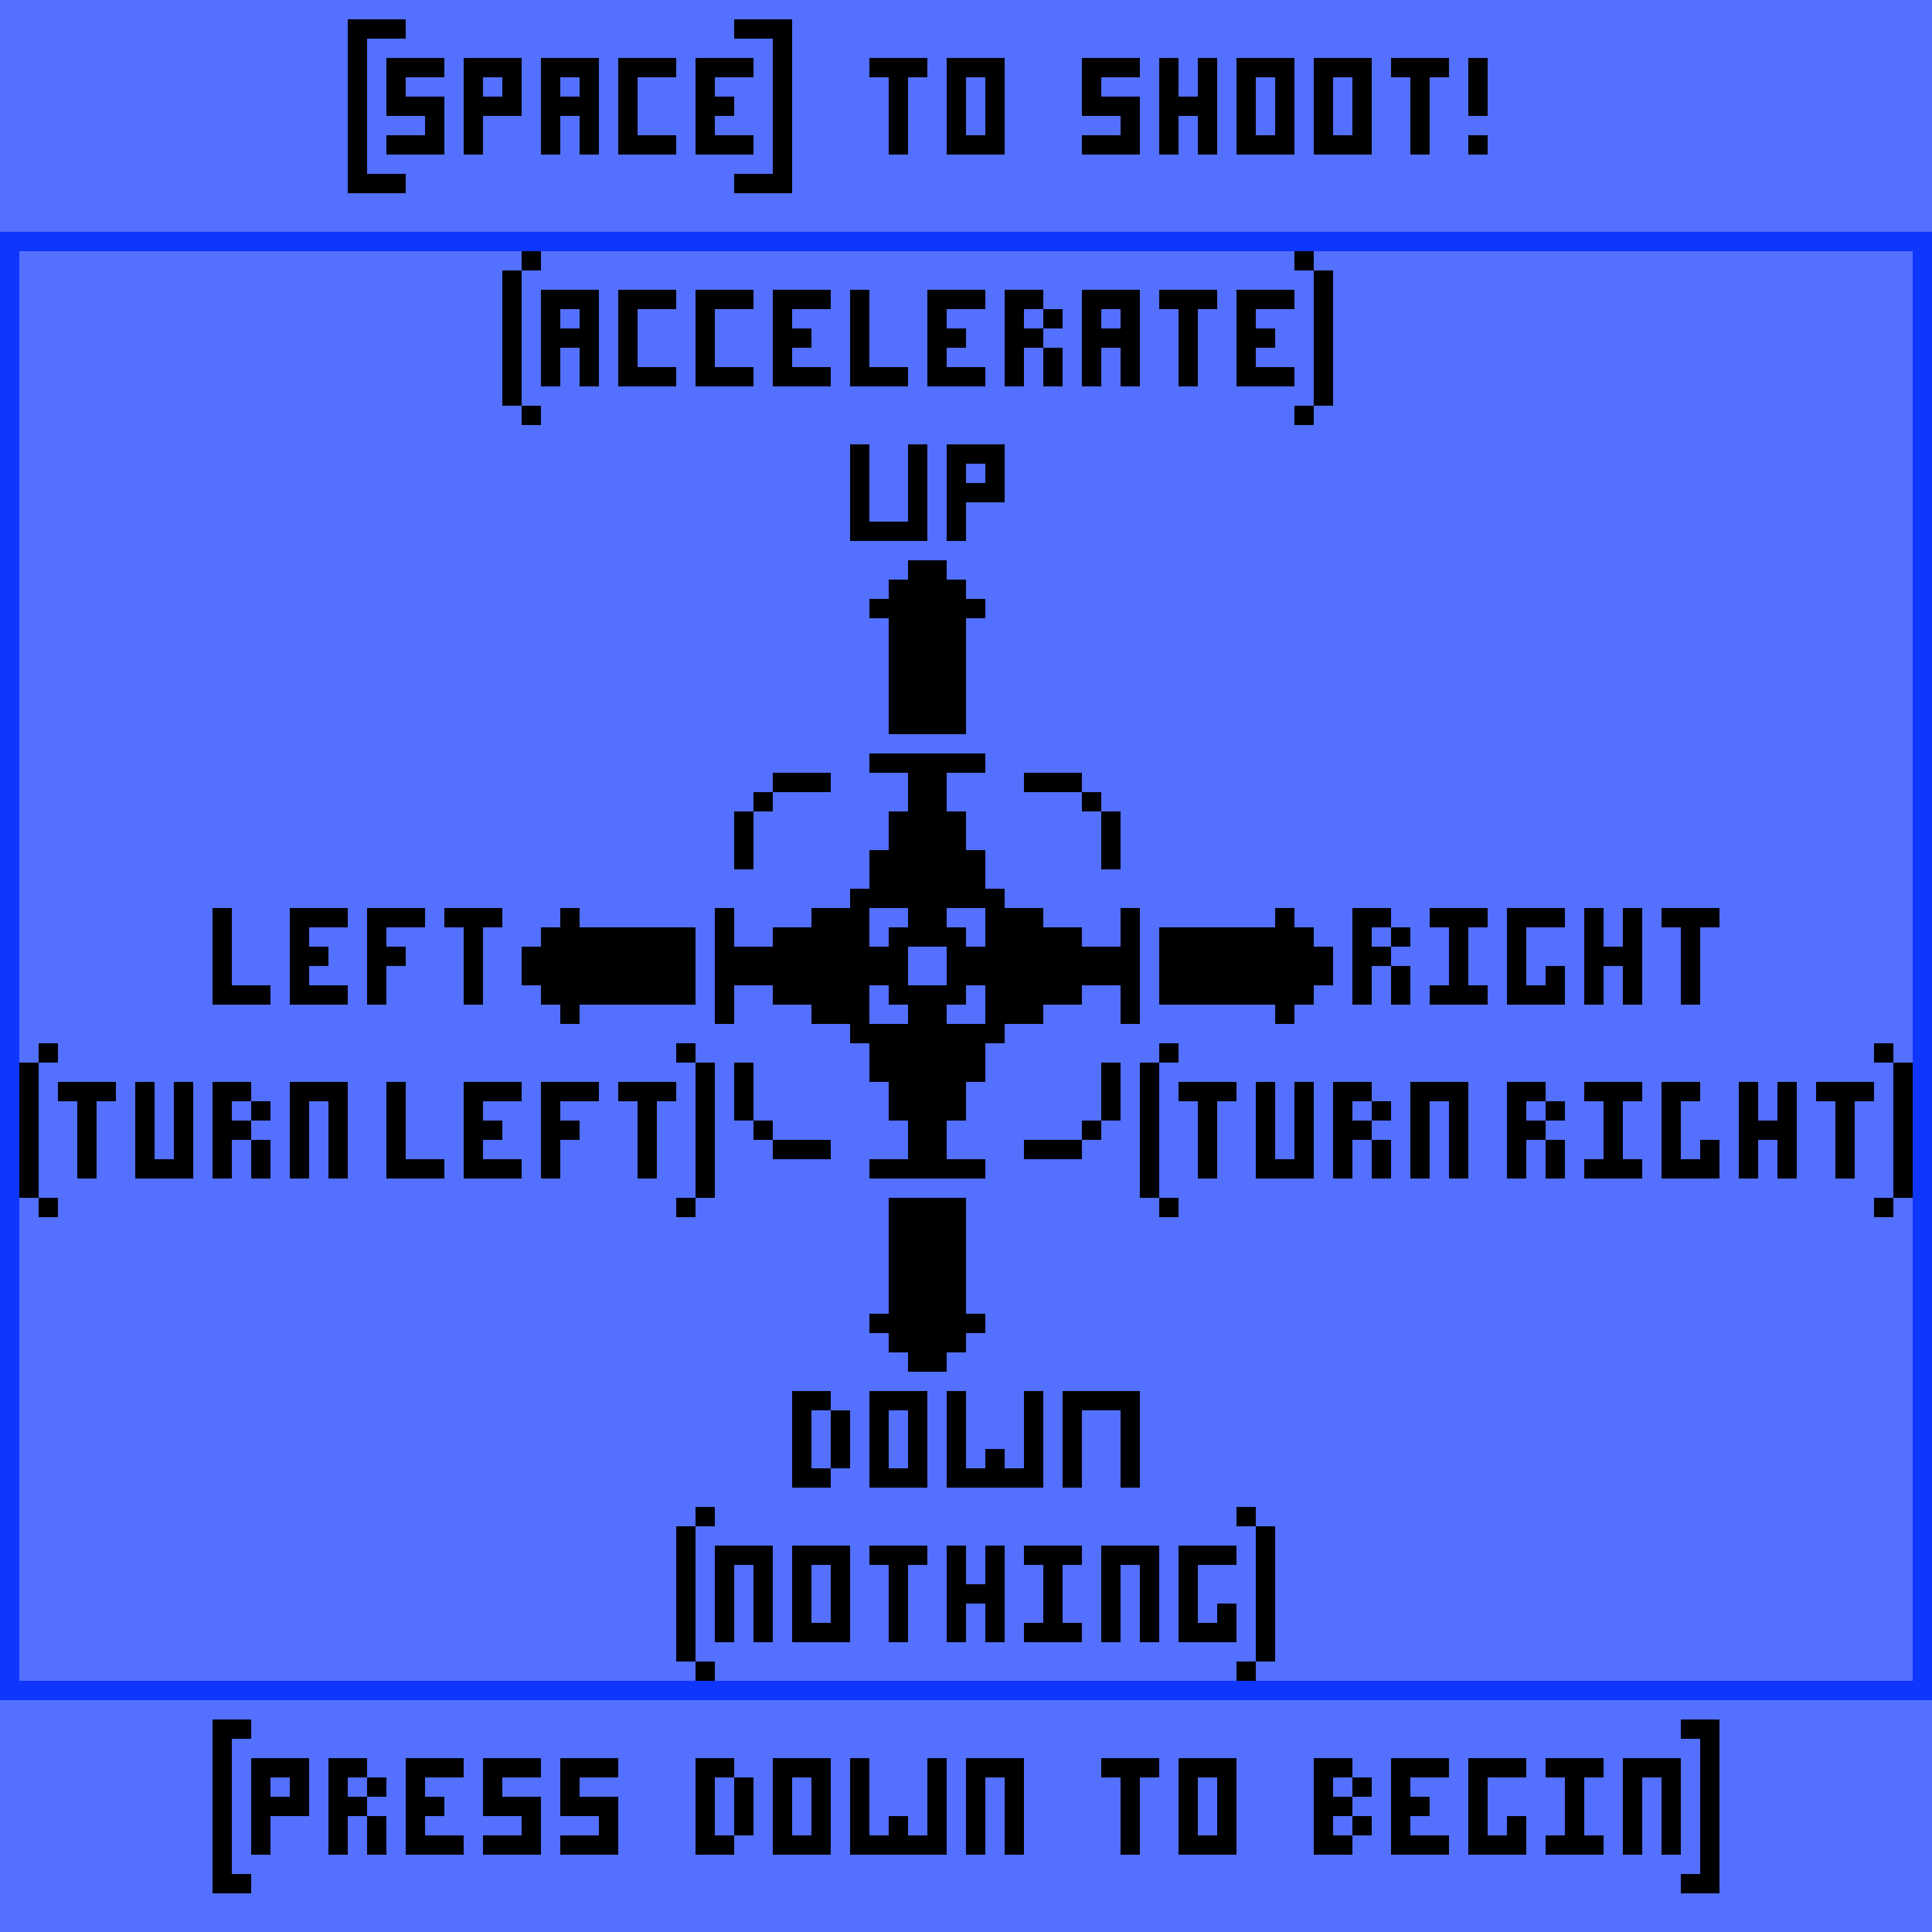 [SPACE] TO SHOOT!
(ACCELERATE)
UP
LEFT RIGHT
(TURN LEFT) (TURN RIGHT)
DOWN
(NOTHING)
[PRESS DOWN TO BEGIN]